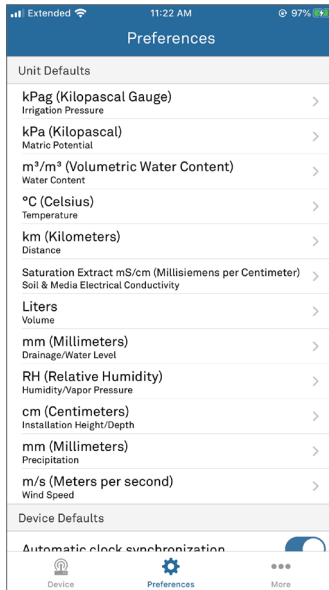 Extended 11:22 AM 97%
Preferences
Unit Defaults
kPag (Kilopascal Gauge)
Irrigation Pressure
kPa (Kilopascal)
Matric Potential
m³/m³ (Volumetric Water Content)
Water Content
°C (Celsius)
Temperature
km (Kilometers)
Distance
Saturation Extract mS/cm (Millisiemens per Centimeter)
Soil & Media Electrical Conductivity
Liters
Volume
mm (Millimeters)
Drainage/Water Level
RH (Relative Humidity)
Humidity/Vapor Pressure
cm (Centimeters)
Installation Height/Depth
mm (Millimeters)
Precipitation
m/s (Meters per second)
Wind Speed
Device Defaults
Automatic clock synchronization
Device Preferences More